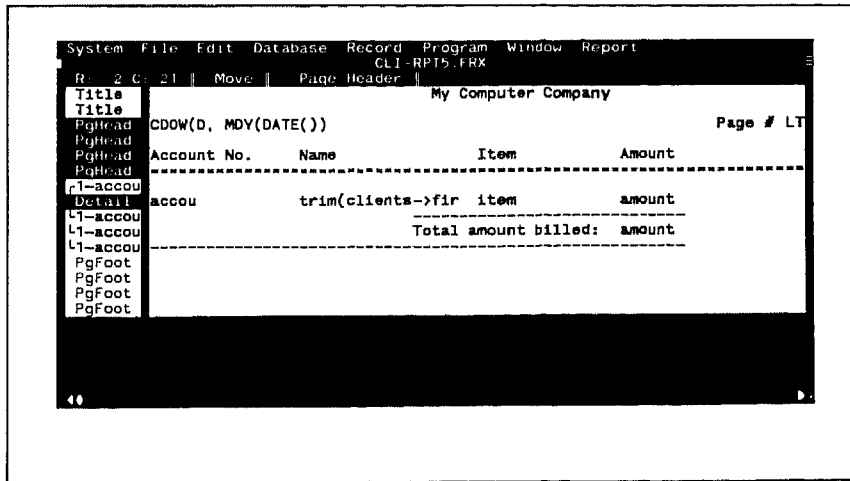 System File Edit Database Record Program Window Report
CLI-RPT5.FRX
R: 2 C: 21 Move Page Header
Title My Computer Company
Title
PgHead CDOW(D, MDY(DATE()) Page # LT
PgHead
PgHead Account No. Name Item Amount
PgHead
1-accou
Detail accou trim(clients->fir item amount
1-accou
1-accou Total amount billed: amount
1-accou
PgFoot
PgFoot
PgFoot
PgFoot